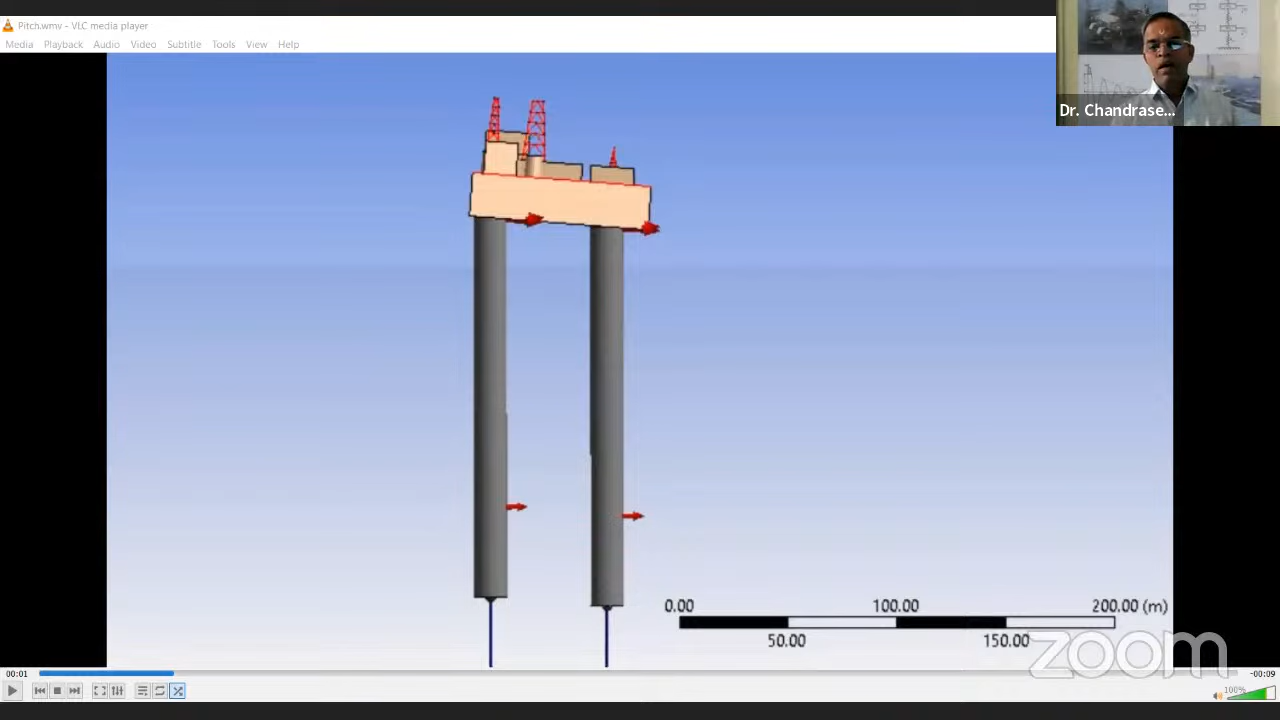 Pitch.wmv - VLC media player
Media Playback Audio Video Subtitle Tools View Help
Dr. Chandrase...
0.00 100.00 200.00 (m)
50.00 150.00
zoom
00:01
-00:09
100%